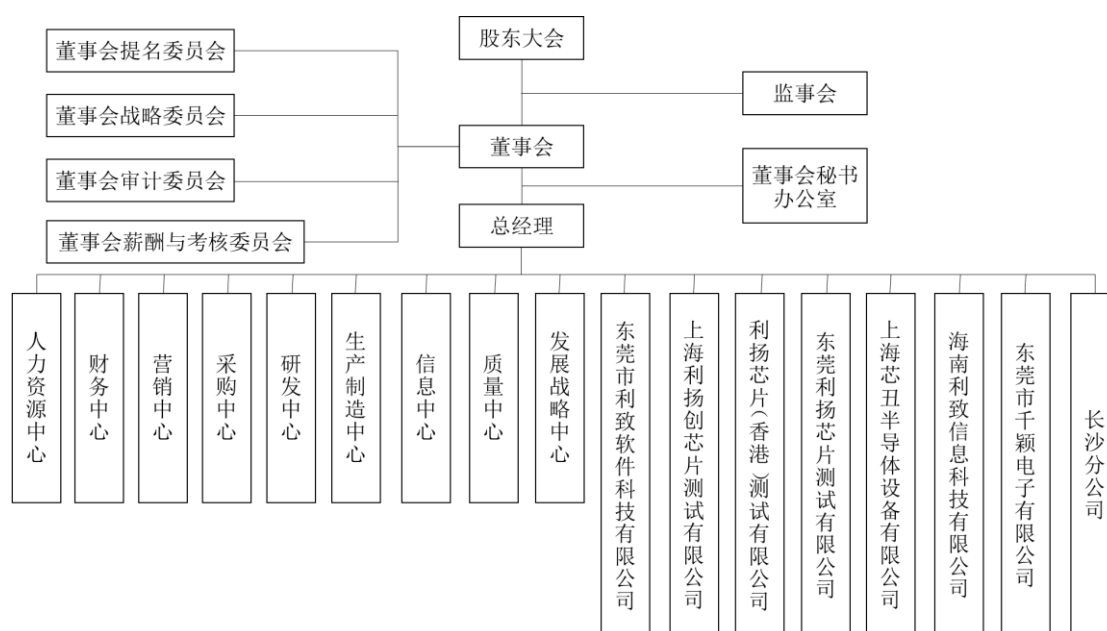 股东大会
董事会提名委员会
监事会
董事会战略委员会
董事会
董事会审计委员会
董事会秘书
办公室
总经理
董事会薪酬与考核委员会
人力资源中心
财务中心
营销中心
采购中心
研发中心
生产制造中心
信息中心
质量中心
发展战略中心
东莞市利致软件科技有限公司
上海利扬创芯片测试有限公司
利扬芯片(香港)测试有限公司
东莞利扬芯片测试有限公司
上海芯丑半导体设备有限公司
海南利致信息科技有限公司
东莞市千颖电子有限公司
长沙分公司